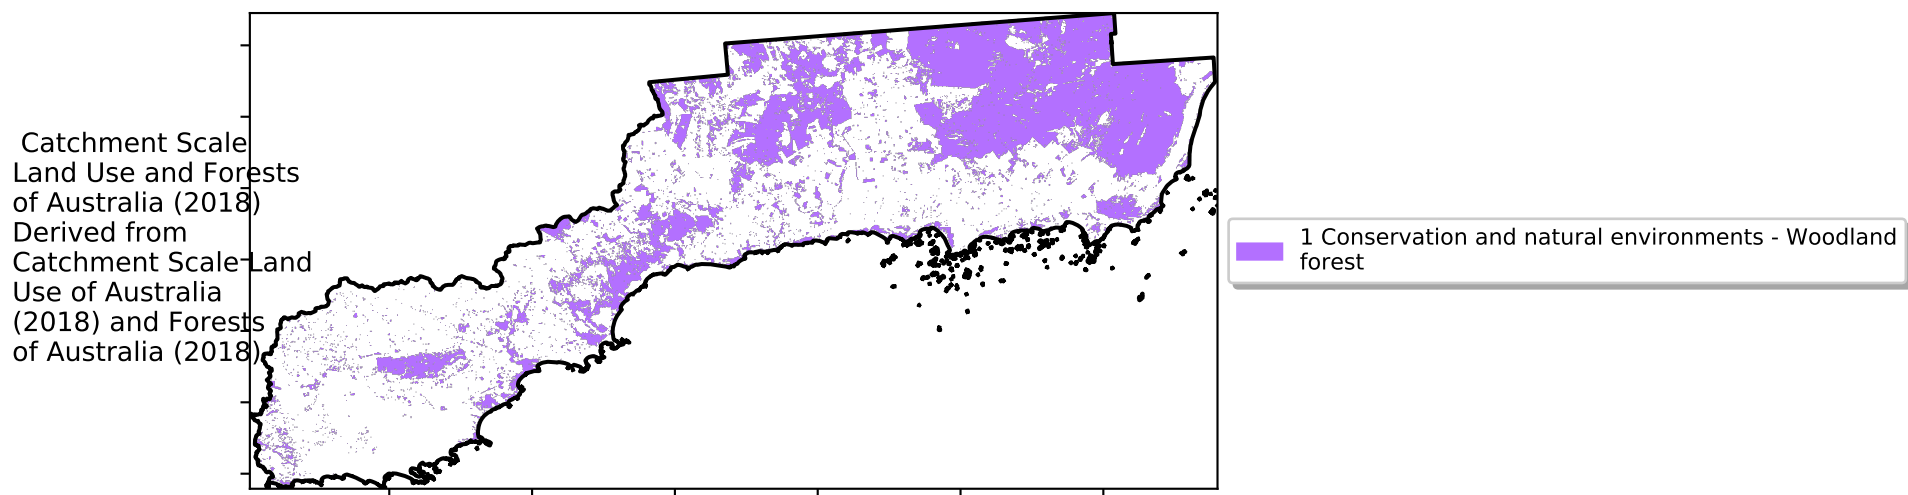 Catchment Scale
Land Use and Forests
of Australia (2018)
Derived from
Catchment Scale Land
Use of Australia
(2018) and Forests
of Australia (2018)
1 Conservation and natural environments - Woodland
forest